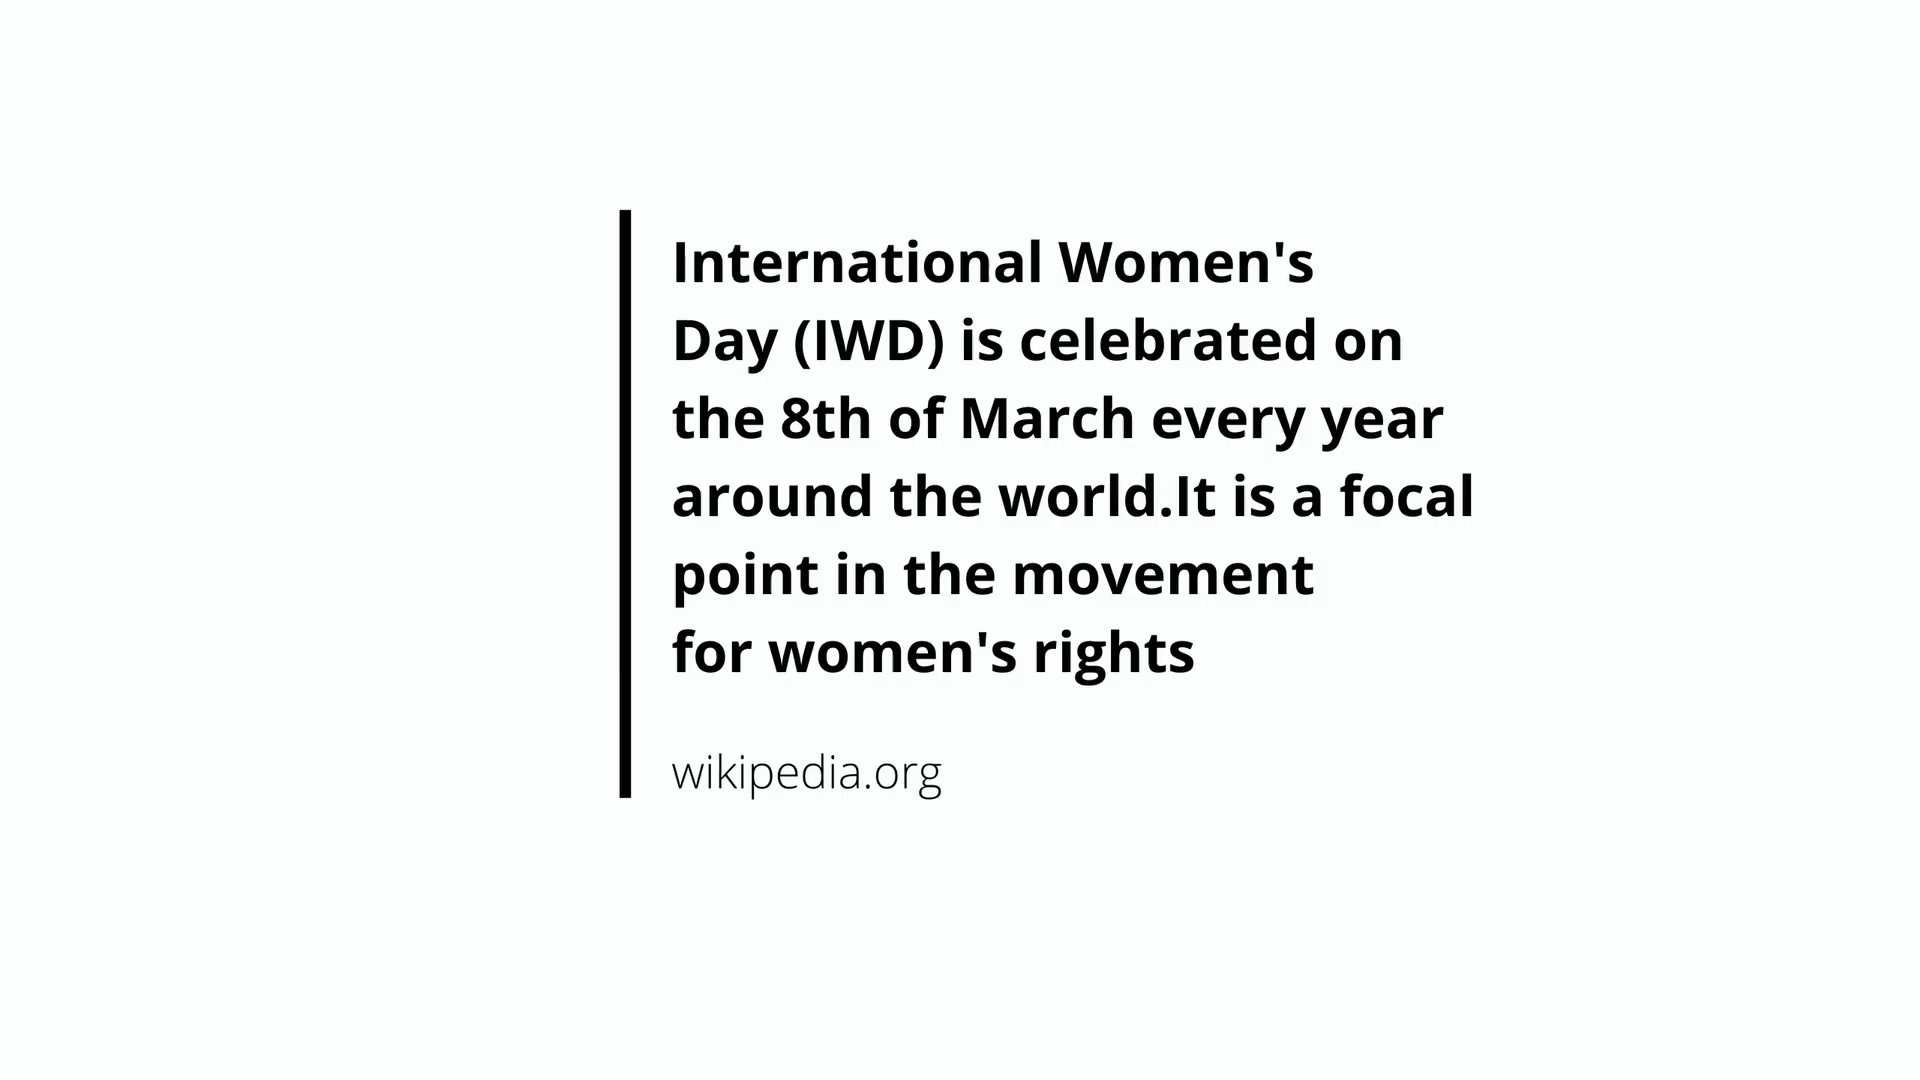 International Women's
Day (IWD) is celebrated on
the 8th of March every year
around the world.It is a focal
point in the movement
for women's rights
wikipedia.org